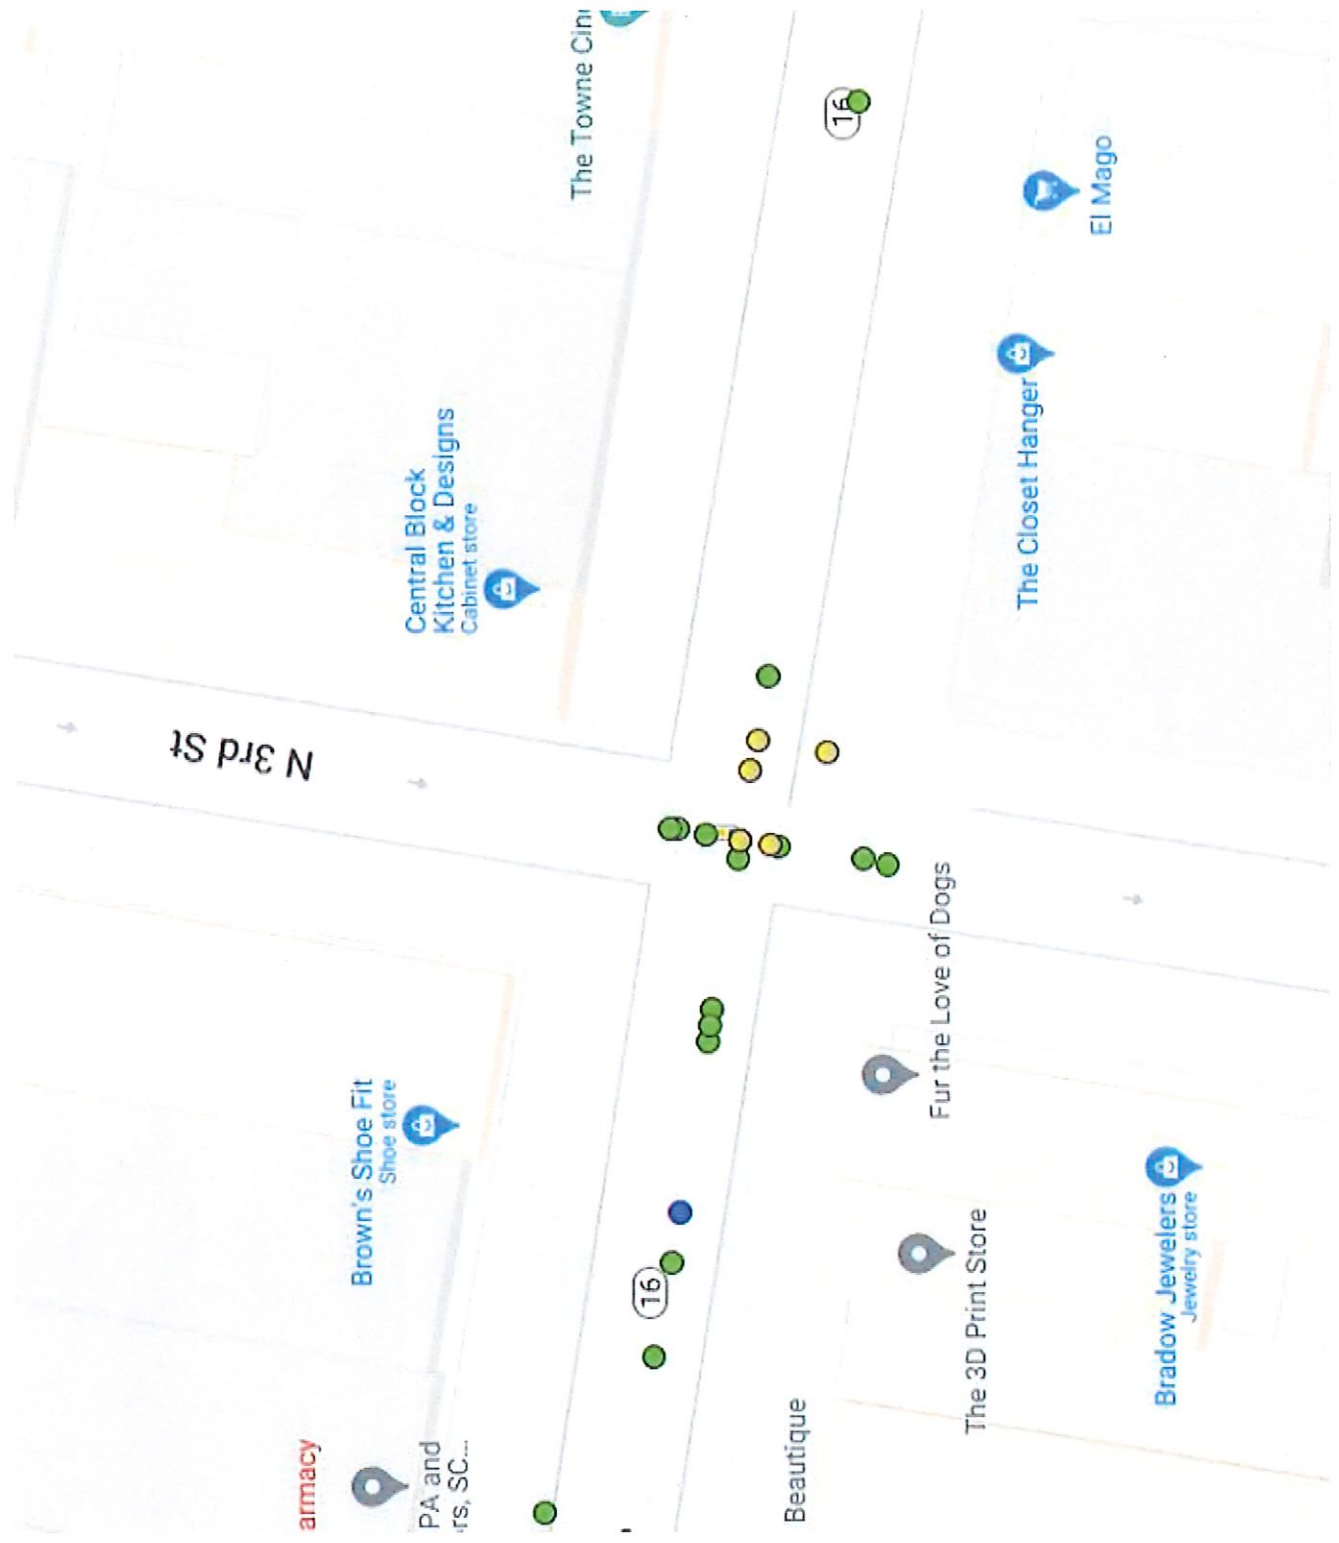 N 3rd St
armacy
PA and
rs, SC...
Brown's Shoe Fit
Shoe store
Central Block
Kitchen & Designs
Cabinet store
The Towne Cin
16
16
Beautique
Fur the Love of Dogs
The 3D Print Store
The Closet Hanger
El Mago
Bradow Jewelers
Jewelry store